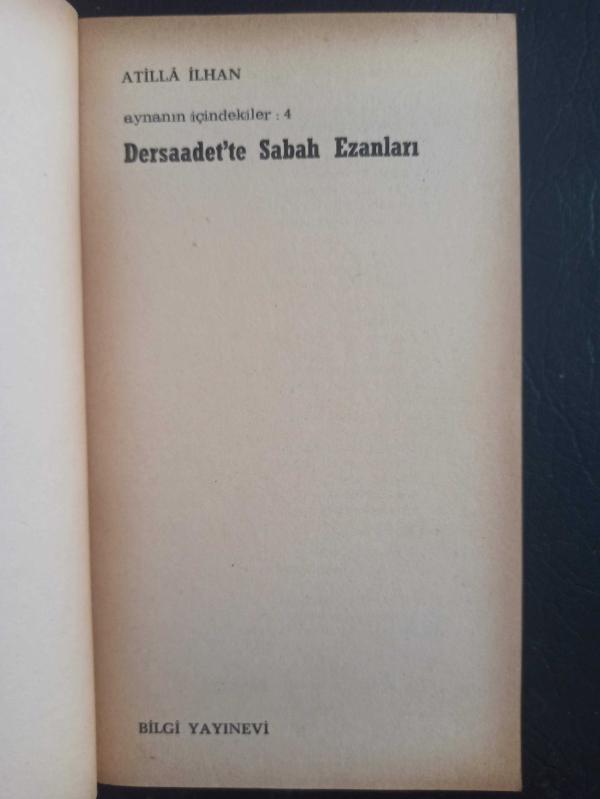 ATİLLÂ İLHAN
aynanın içindekiler : 4
Dersaadet'te Sabah Ezanları
BİLGİ YAYINEVİ